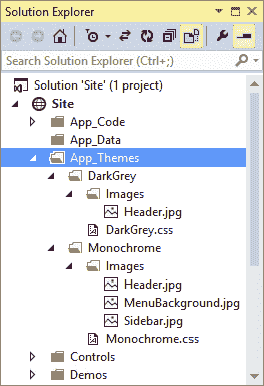 Solution Explorer
Search Solution Explorer (Ctrl+;)
Solution 'Site' (1 project)
Site
App_Code
App_Data
App_Themes
DarkGrey
Images
Header.jpg
DarkGrey.css
Monochrome
Images
Header.jpg
MenuBackground.jpg
Sidebar.jpg
Monochrome.css
Controls
Demos